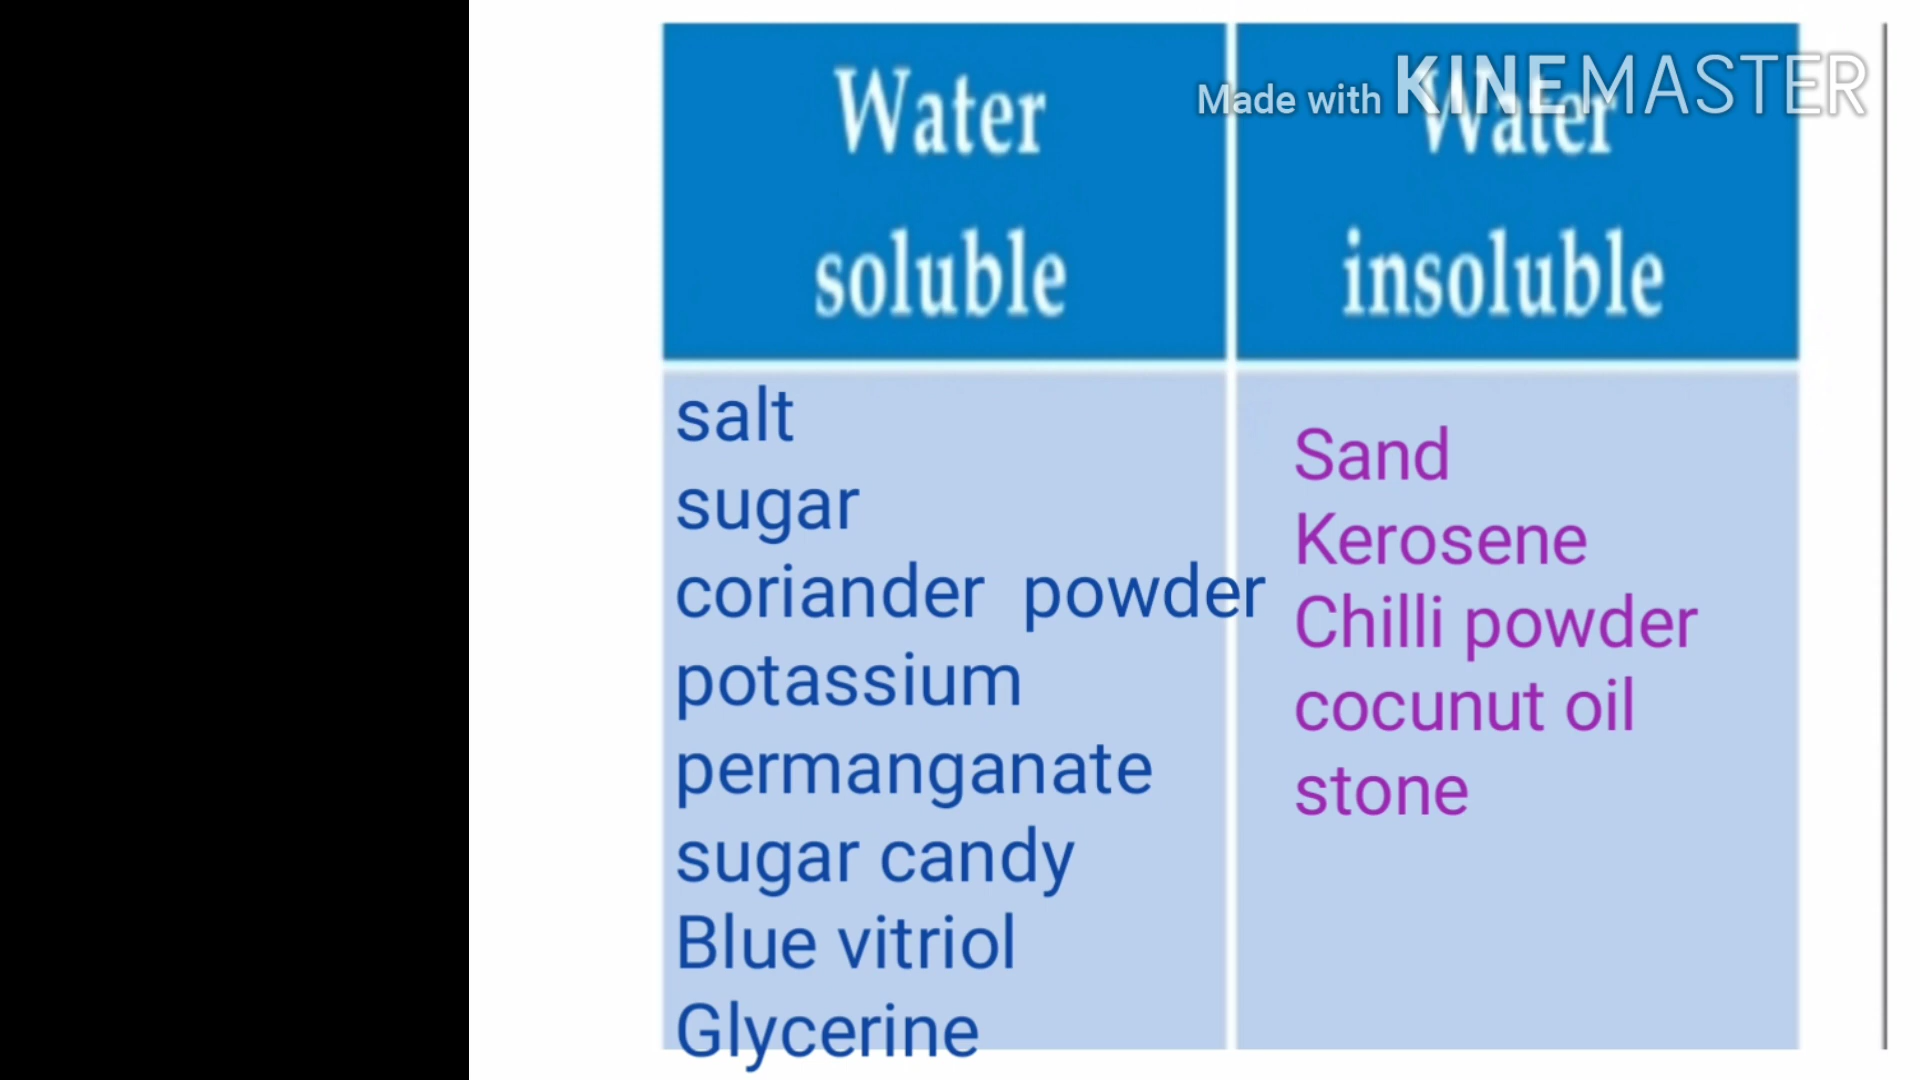 Water
soluble
Made with KINEMASTER
Water
insoluble
salt
sugar
coriander powder
potassium
permanganate
sugar candy
Blue vitriol
Glycerine
Sand
Kerosene
Chilli powder
cocunut oil
stone